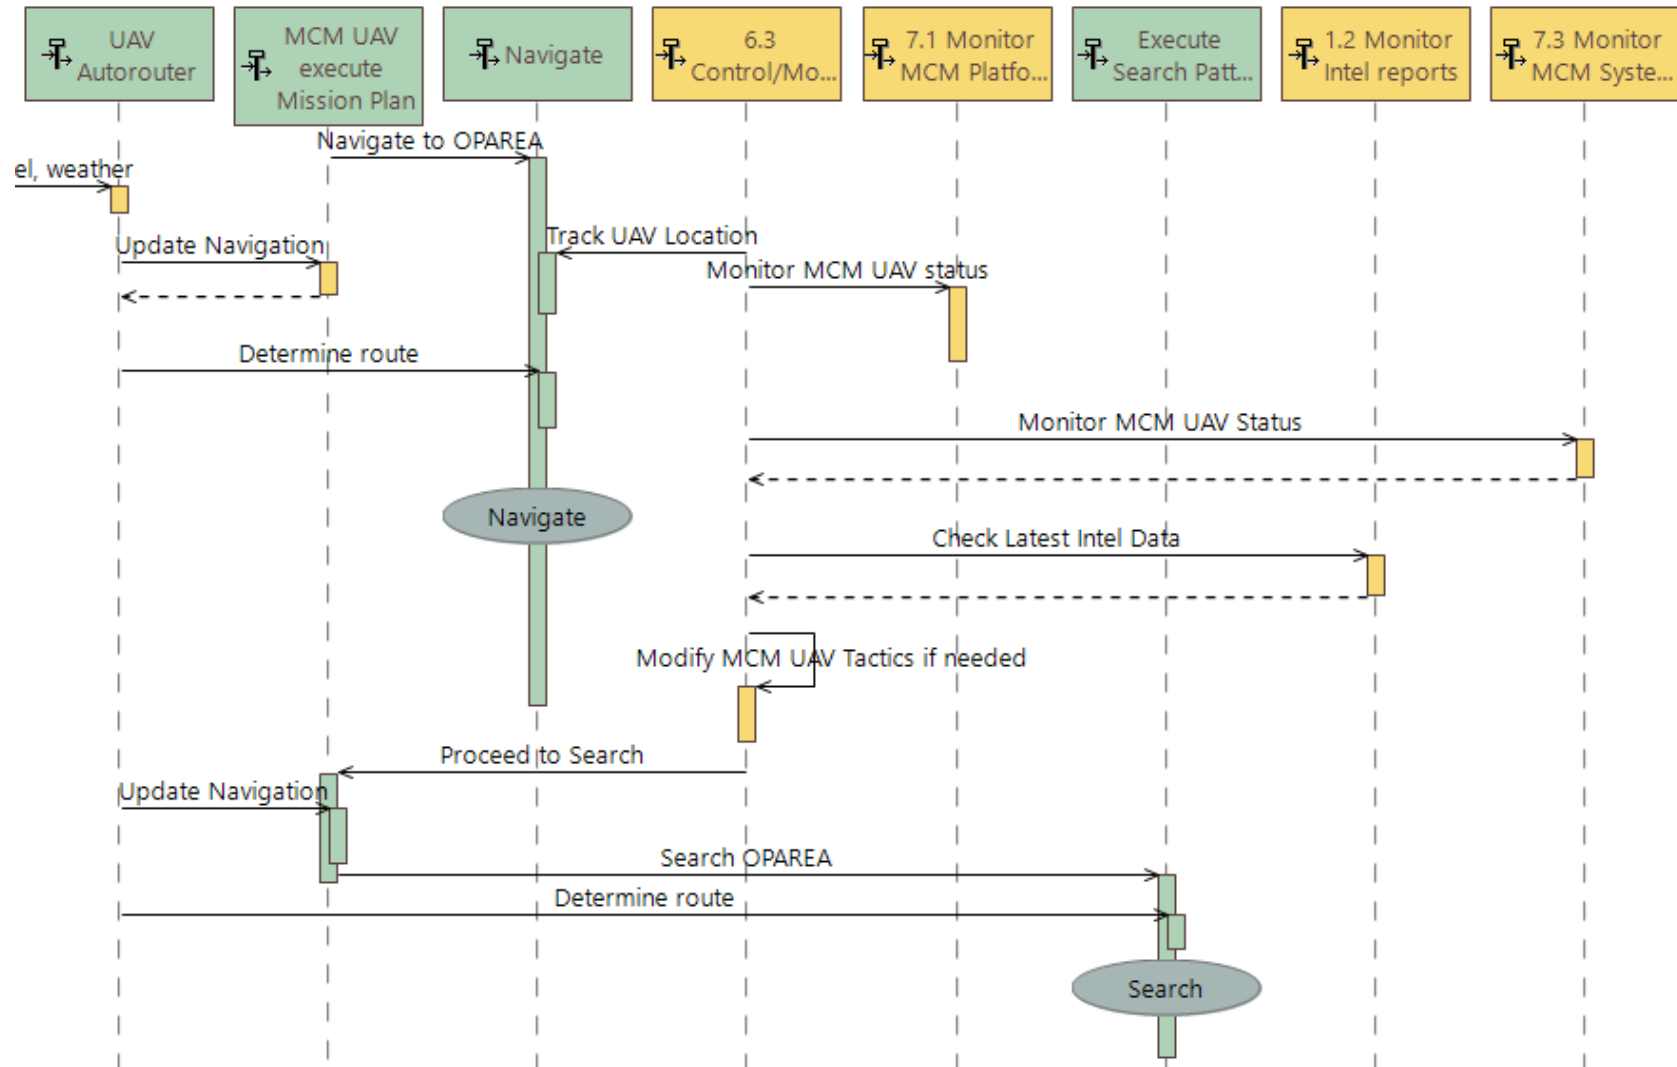 UAV
Autorouter
MCM UAV
execute
Mission Plan
Navigate
6.3
Control/Mo...
7.1 Monitor
MCM Platfo...
Execute
Search Patt...
1.2 Monitor
Intel reports
7.3 Monitor
MCM Syste...
Navigate to OPAREA
el, weather
Track UAV Location
Update Navigation
Monitor MCM UAV status
Determine route
Monitor MCM UAV Status
Navigate
Check Latest Intel Data
Modify MCM UAV Tactics if needed
Proceed to Search
Update Navigation
Search OPAREA
Determine route
Search